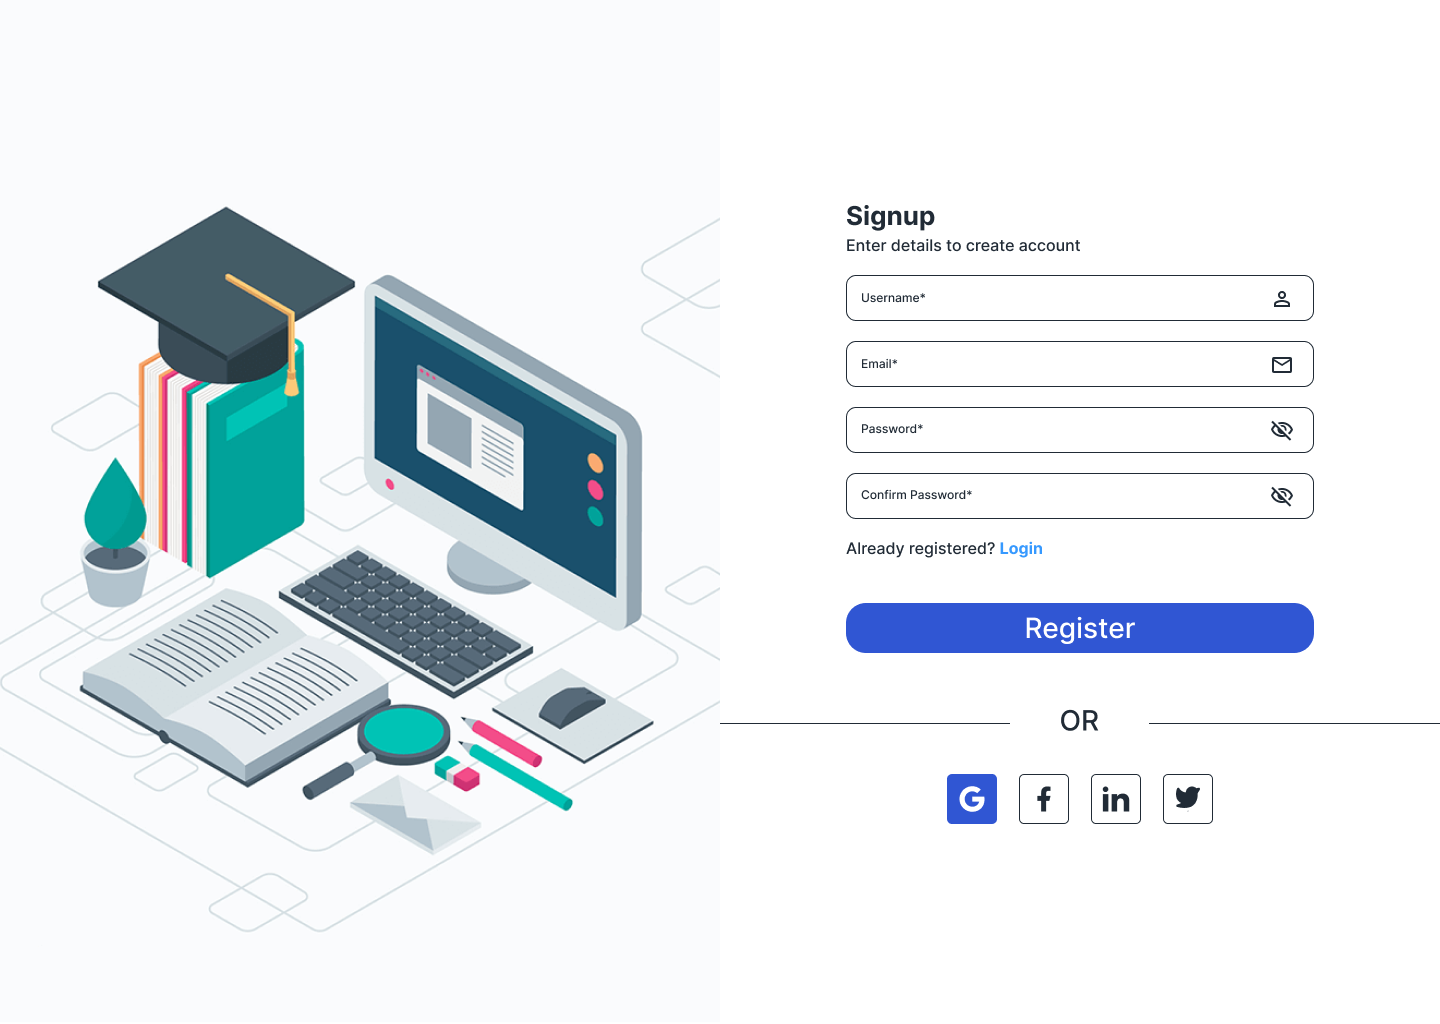 Signup
Enter details to create account
Username*
Email*
Password*
Confirm Password*
Already registered? Login
Register
OR